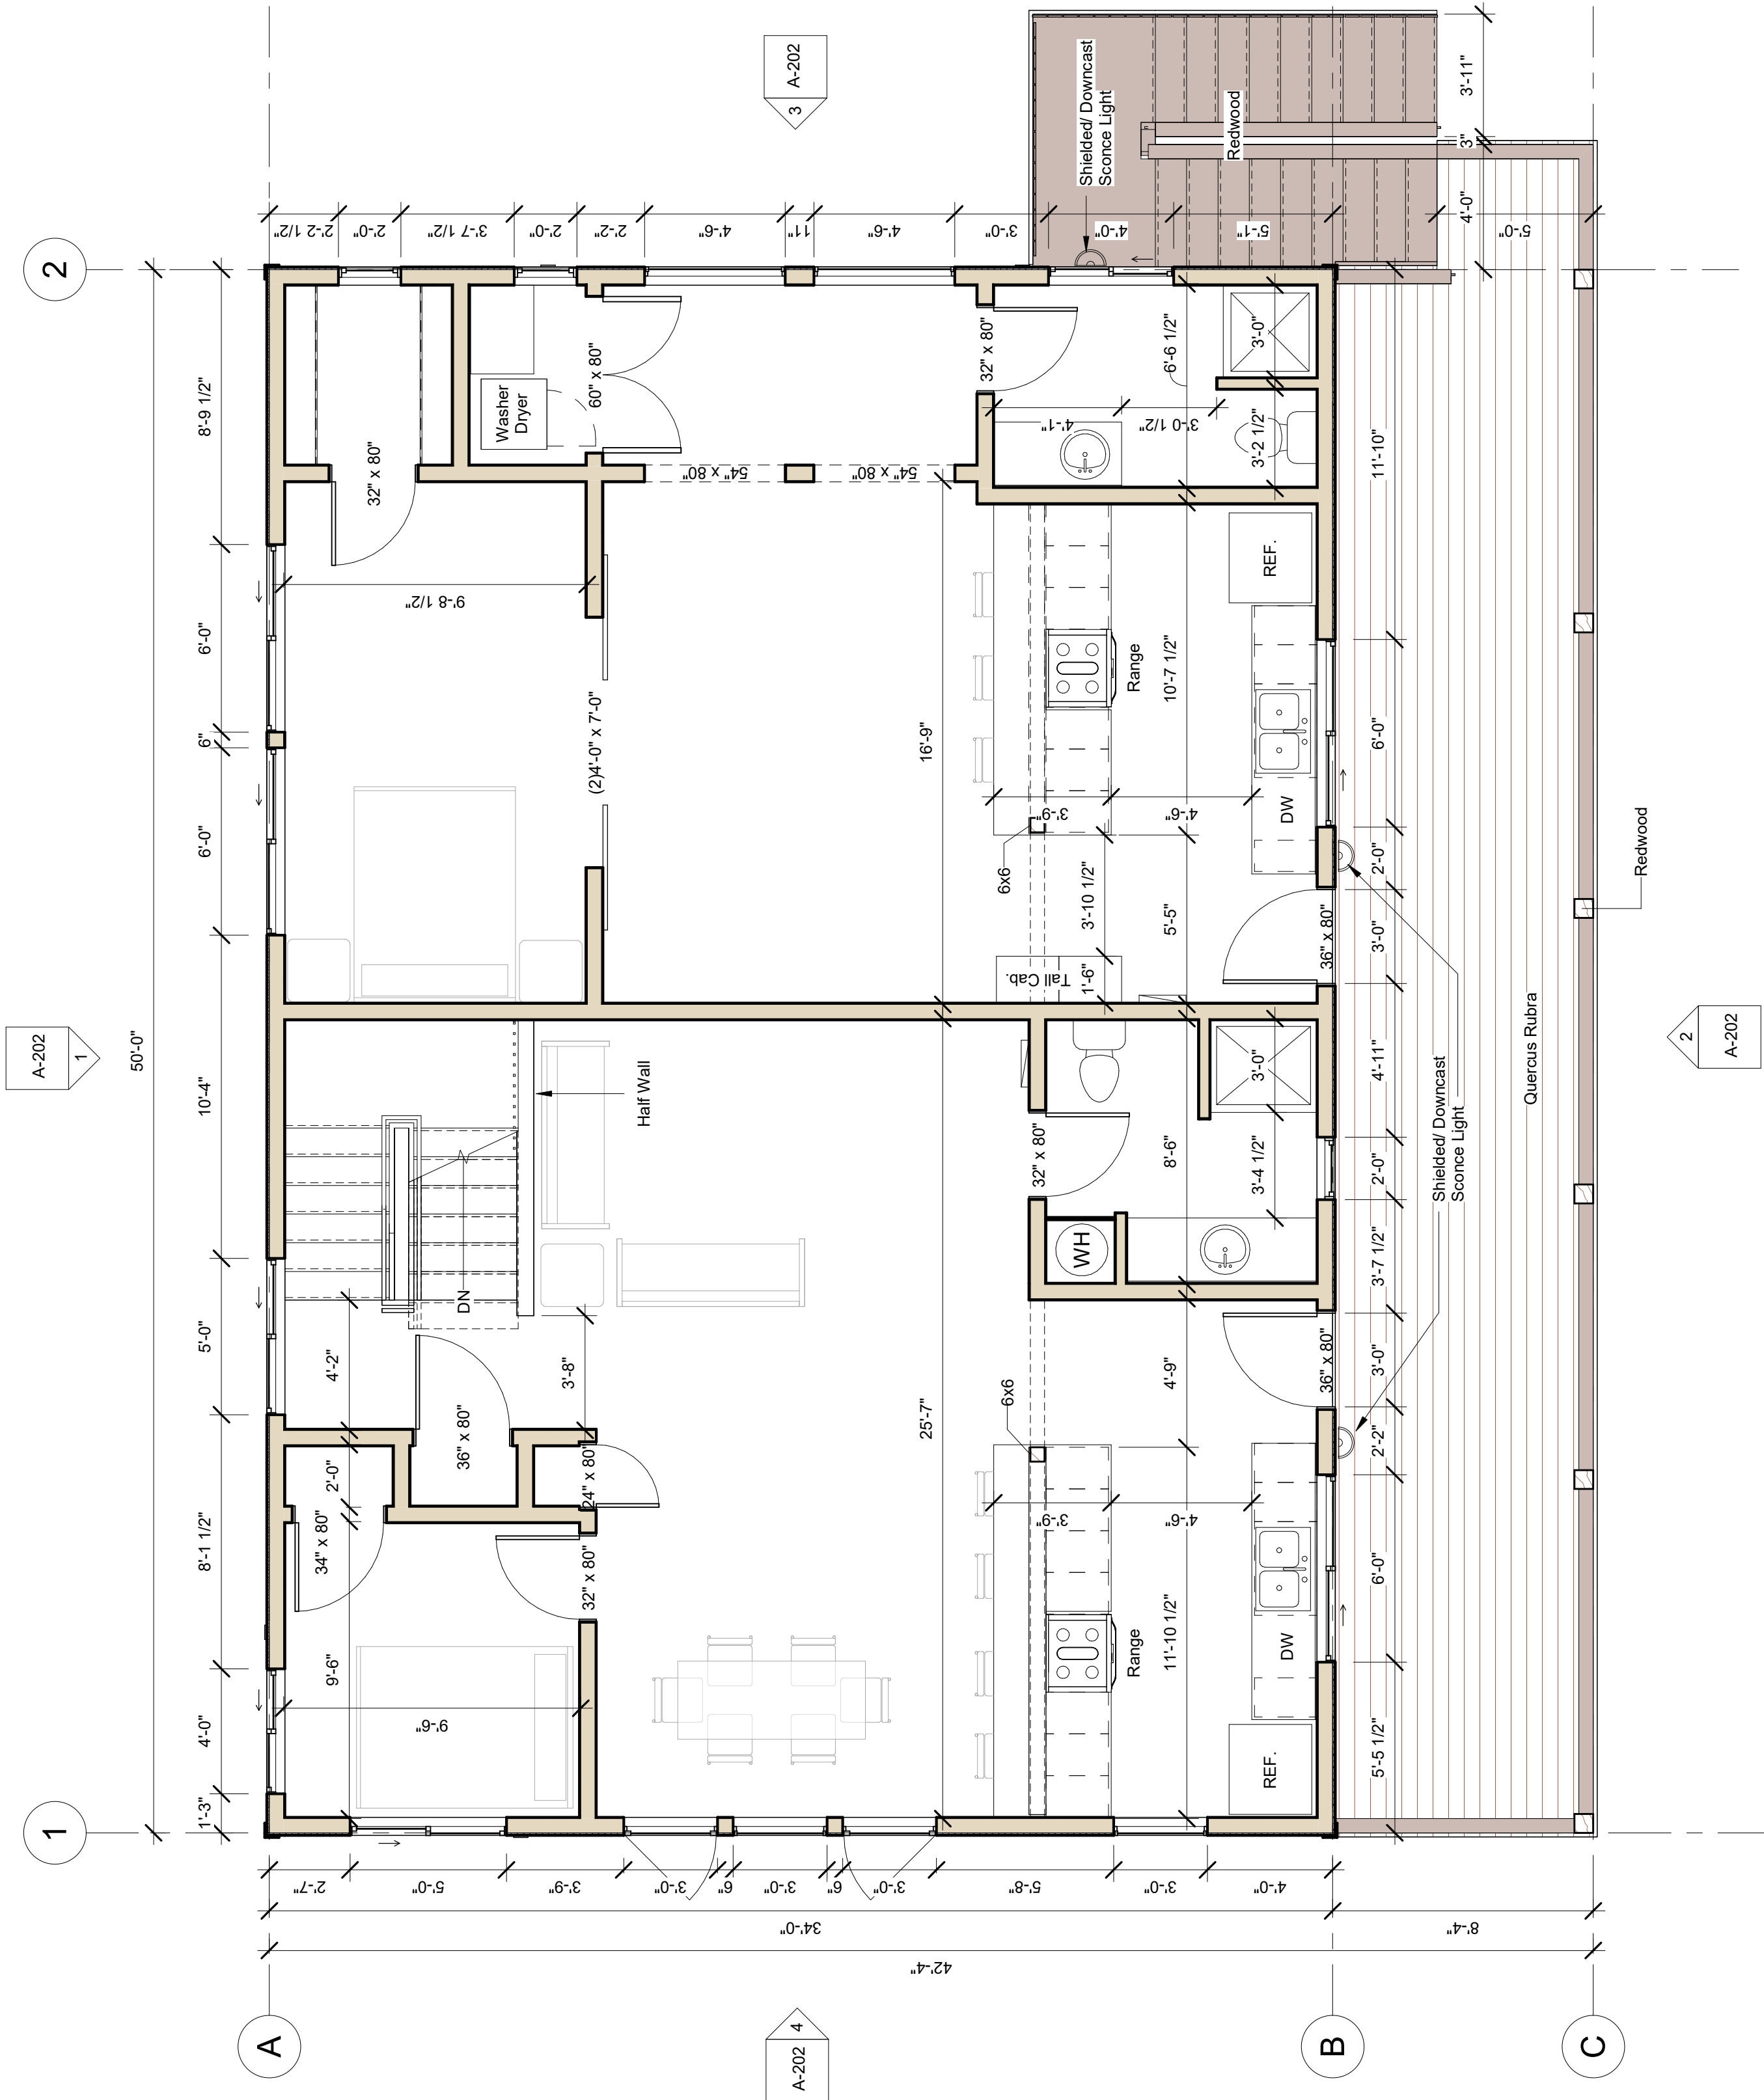 2
1
A
B
C
A-202
1
A-202
3
A-202
2
A-202
4
50'-0"
8'-9 1/2"
6'-0"
6"
6'-0"
10'-4"
5'-0"
8'-1 1/2"
4'-0"
1'-3"
2'-2 1/2"
2'-0"
3'-7 1/2"
2'-0"
2'-2"
4'-6"
11"
4'-6"
3'-0"
4'-0"
5'-1"
5'-0"
4'-0"
3"
3'-11"
Shielded/ Downcast
Sconce Light
Redwood
32" x 80"
Washer
Dryer
60" x 80"
54" x 80"
54" x 80"
32" x 80"
6'-6 1/2"
3'-0"
4'-1"
3'-0 1/2"
3'-2 1/2"
9'-8 1/2"
(2)4'-0" x 7'-0"
16'-9"
Range
10'-7 1/2"
REF.
DW
3'-9"
4'-6"
6x6
3'-10 1/2"
5'-5"
Tall Cab.
1'-6"
36" x 80"
11'-10"
6'-0"
2'-0"
3'-0"
4'-11"
2'-0"
3'-7 1/2"
3'-0"
2'-2"
6'-0"
5'-5 1/2"
Redwood
Quercus Rubra
Shielded/ Downcast
Sconce Light
Half Wall
DN
4'-2"
3'-8"
36" x 80"
2'-0"
24" x 80"
34" x 80"
32" x 80"
9'-6"
9'-6"
25'-7"
32" x 80"
8'-6"
3'-0"
3'-4 1/2"
WH
4'-9"
36" x 80"
6x6
3'-9"
4'-6"
Range
11'-10 1/2"
DW
REF.
2'-7"
5'-0"
3'-9"
3'-0"
6"
3'-0"
6"
3'-0"
5'-8"
3'-0"
4'-0"
34'-0"
8'-4"
42'-4"